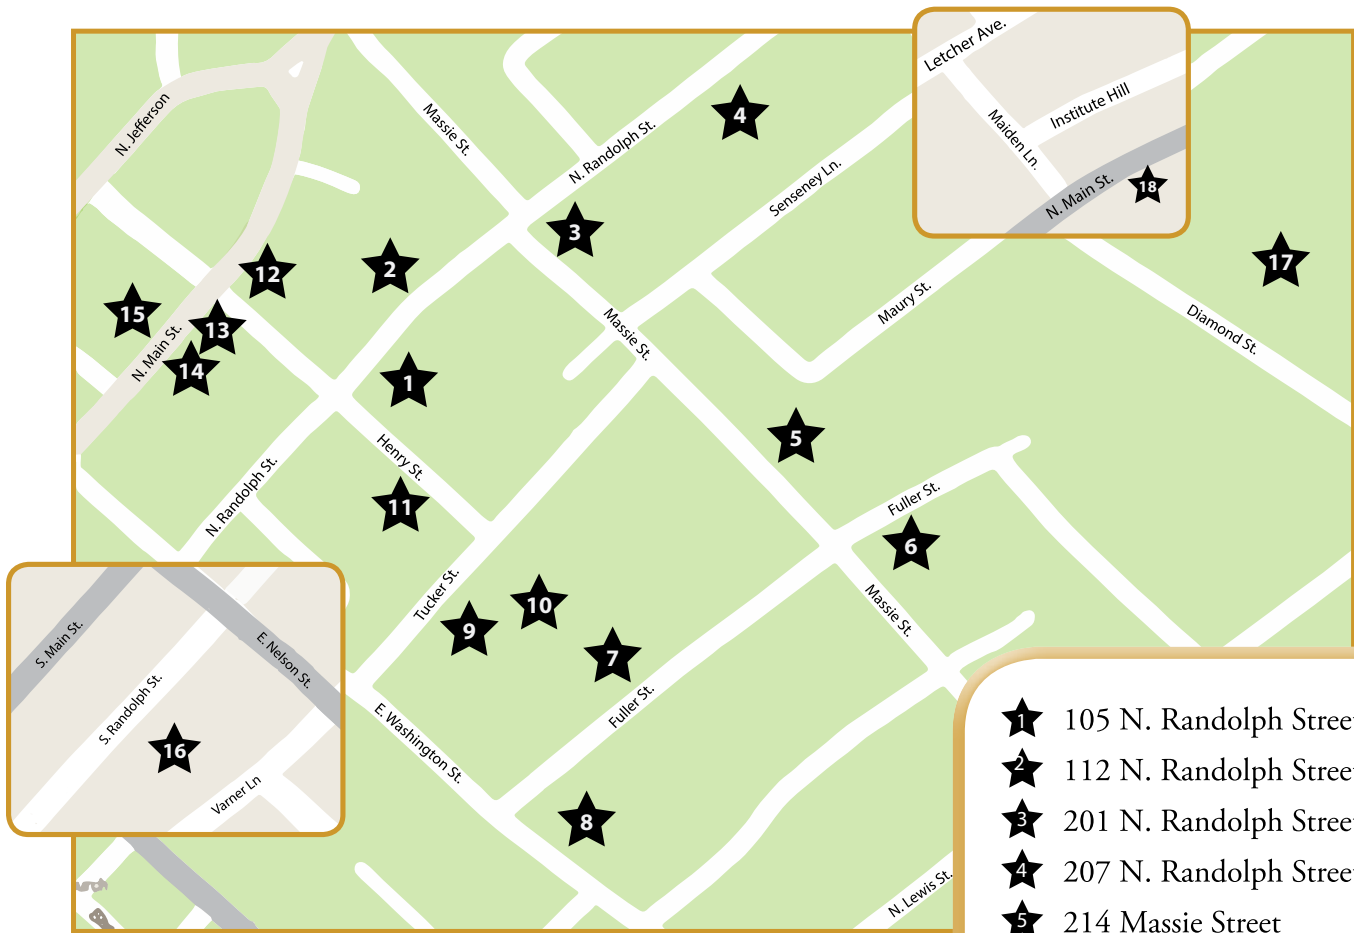 Letcher Ave.
Institute Hill
Maiden Ln.
N. Main St.
18
N. Jefferson
Massie St.
N. Randolph St.
4
Senseney Ln.
3
2
12
15
13
N. Main St.
14
17
Maury St.
Diamond St.
Massie St.
1
5
Henry St.
11
N. Randolph St.
Fuller St.
6
Tucker St.
10
9
7
Massie St.
S. Main St.
E. Nelson St.
S. Randolph St.
16
Varner Ln
Fuller St.
E. Washington St.
8
N. Lewis St.
1 105 N. Randolph Stree
2 112 N. Randolph Stree
3 201 N. Randolph Stree
4 207 N. Randolph Stree
5 214 Massie Street